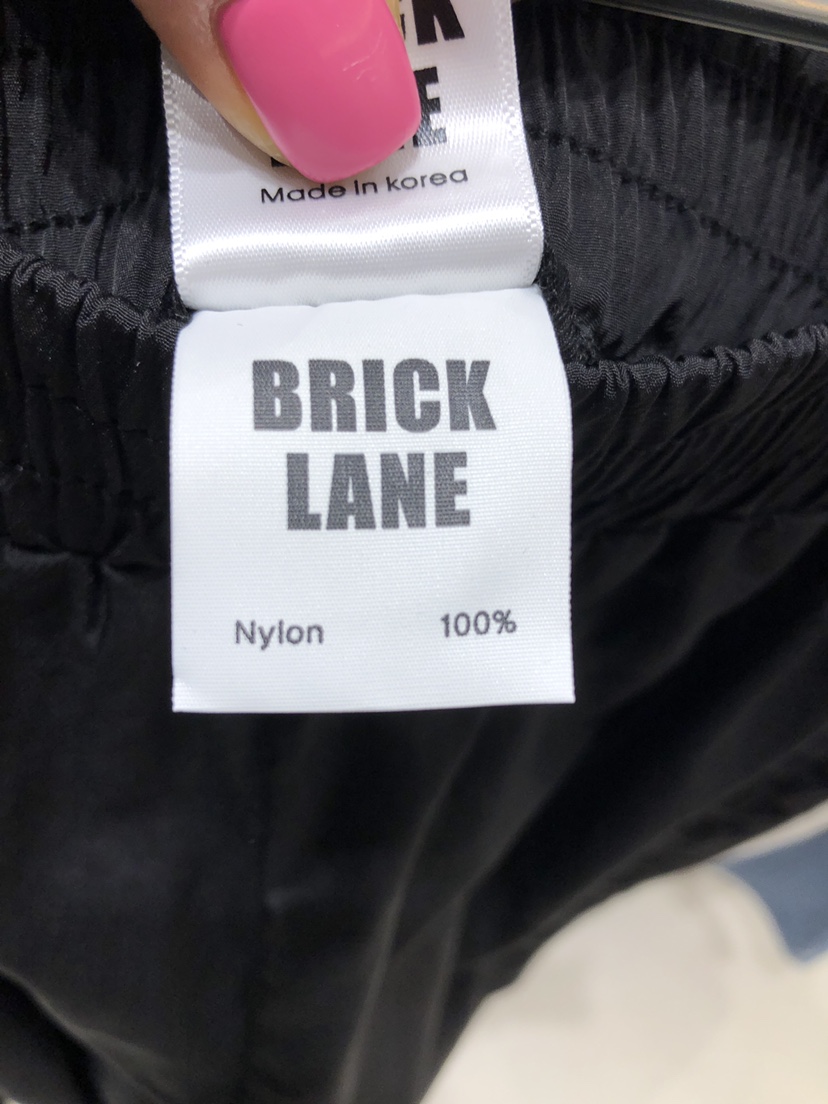 Made in korea
BRICK
LANE
Nylon 100%